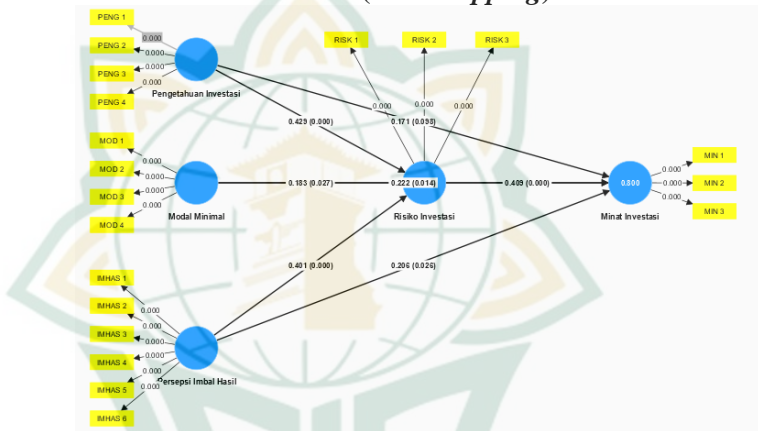 PENG 1
PENG 2
PENG 3
PENG 4
0.000
0.000
0.000
0.000
Pengetahuan Investasi
RISK 1 RISK 2 RISK 3
0.000 0.000 0.000
0.429 (0.000)
0.171 (0.098)
MOD 1
MOD 2
MOD 3
MOD 4
0.000
0.000
0.000
0.000
Modal Minimal
0.183 (0.027)
0.222 (0.014)
Risiko Investasi
0.409 (0.000)
0.800
Minat Investasi
0.000
0.000
0.000
MIN 1
MIN 2
MIN 3
0.401 (0.000)
0.206 (0.026)
IMHAS 1
IMHAS 2
IMHAS 3
IMHAS 4
IMHAS 5
IMHAS 6
0.000
0.000
0.000
0.000
0.000
0.000
Persepsi Imbal Hasil